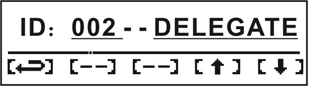 ID: 002--DELEGATE
[↩] [--] [--] [⬆] [⬇]